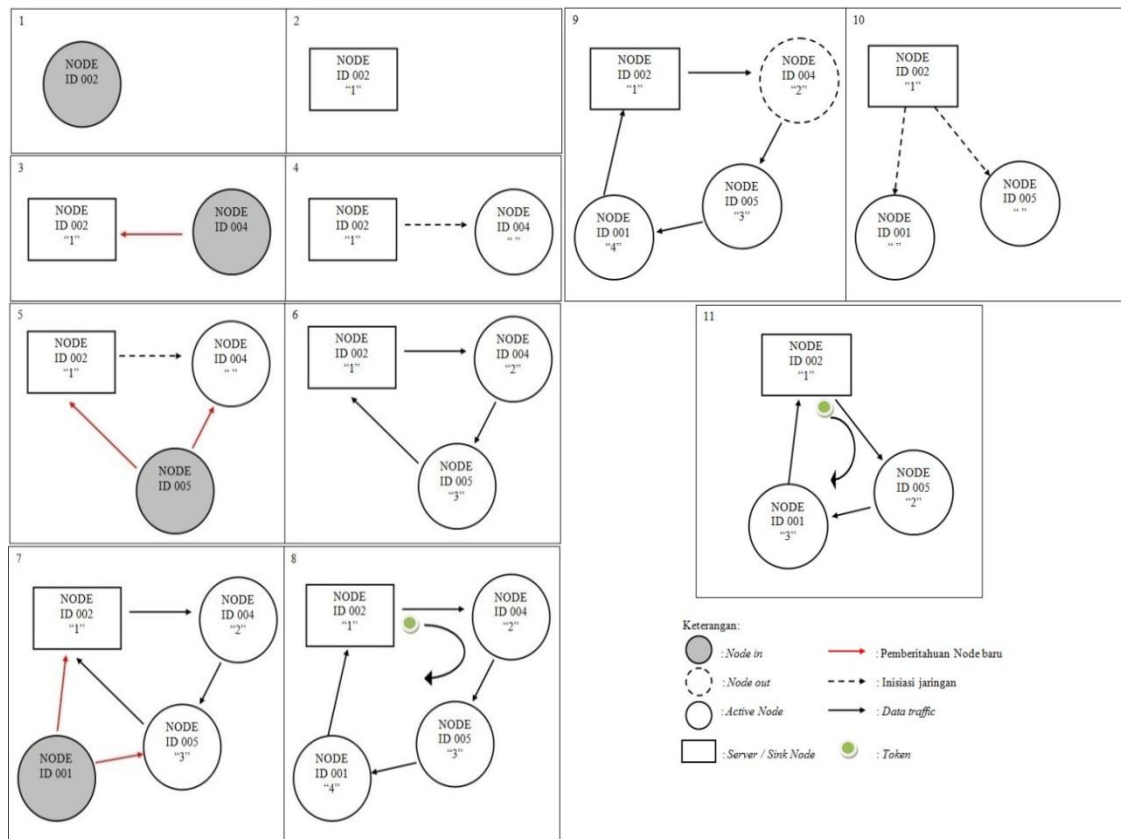 1
NODE
ID 002
2
NODE
ID 002
“1”
3
NODE
ID 002
“1”
NODE
ID 004
4
NODE
ID 002
“1”
NODE
ID 004
“ ”
5
NODE
ID 002
“1”
NODE
ID 004
“ ”
NODE
ID 005
6
NODE
ID 002
“1”
NODE
ID 004
“2”
NODE
ID 005
“3”
7
NODE
ID 002
“1”
NODE
ID 004
“2”
NODE
ID 005
“3”
NODE
ID 001
8
NODE
ID 002
“1”
NODE
ID 004
“2”
NODE
ID 005
“3”
NODE
ID 001
“4”
9
NODE
ID 002
“1”
NODE
ID 004
“2”
NODE
ID 005
“3”
NODE
ID 001
“4”
10
NODE
ID 002
“1”
NODE
ID 005
“ ”
NODE
ID 001
“ ”
11
NODE
ID 002
“1”
NODE
ID 005
“2”
NODE
ID 001
“3”
Keterangan:
: Node in
: Pemberitahuan Node baru
: Node out
: Inisiasi jaringan
: Active Node
: Data traffic
: Server / Sink Node
: Token